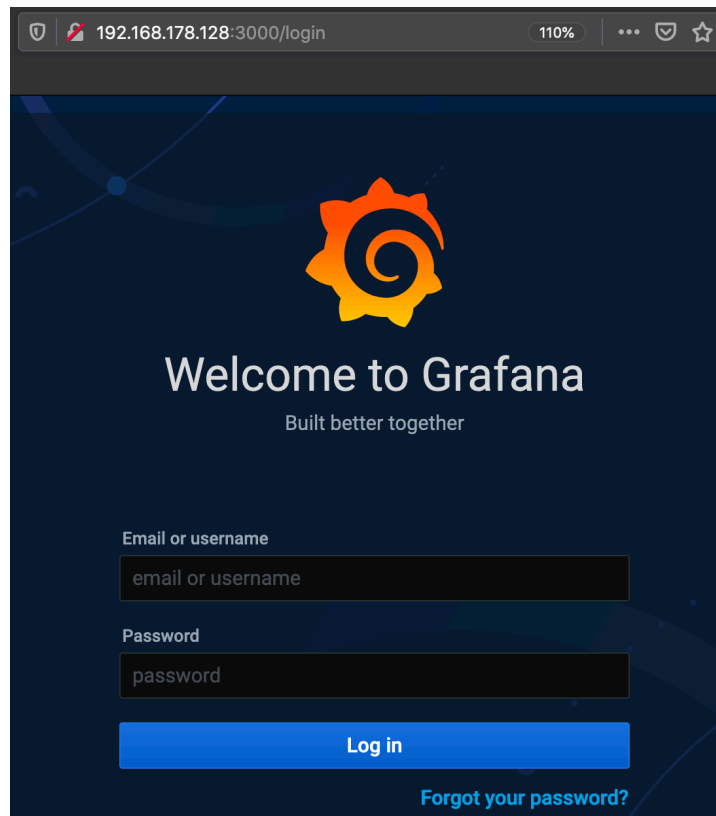 192.168.178.128:3000/login 110%
Welcome to Grafana
Built better together
Email or username
email or username
Password
password
Log in
Forgot your password?